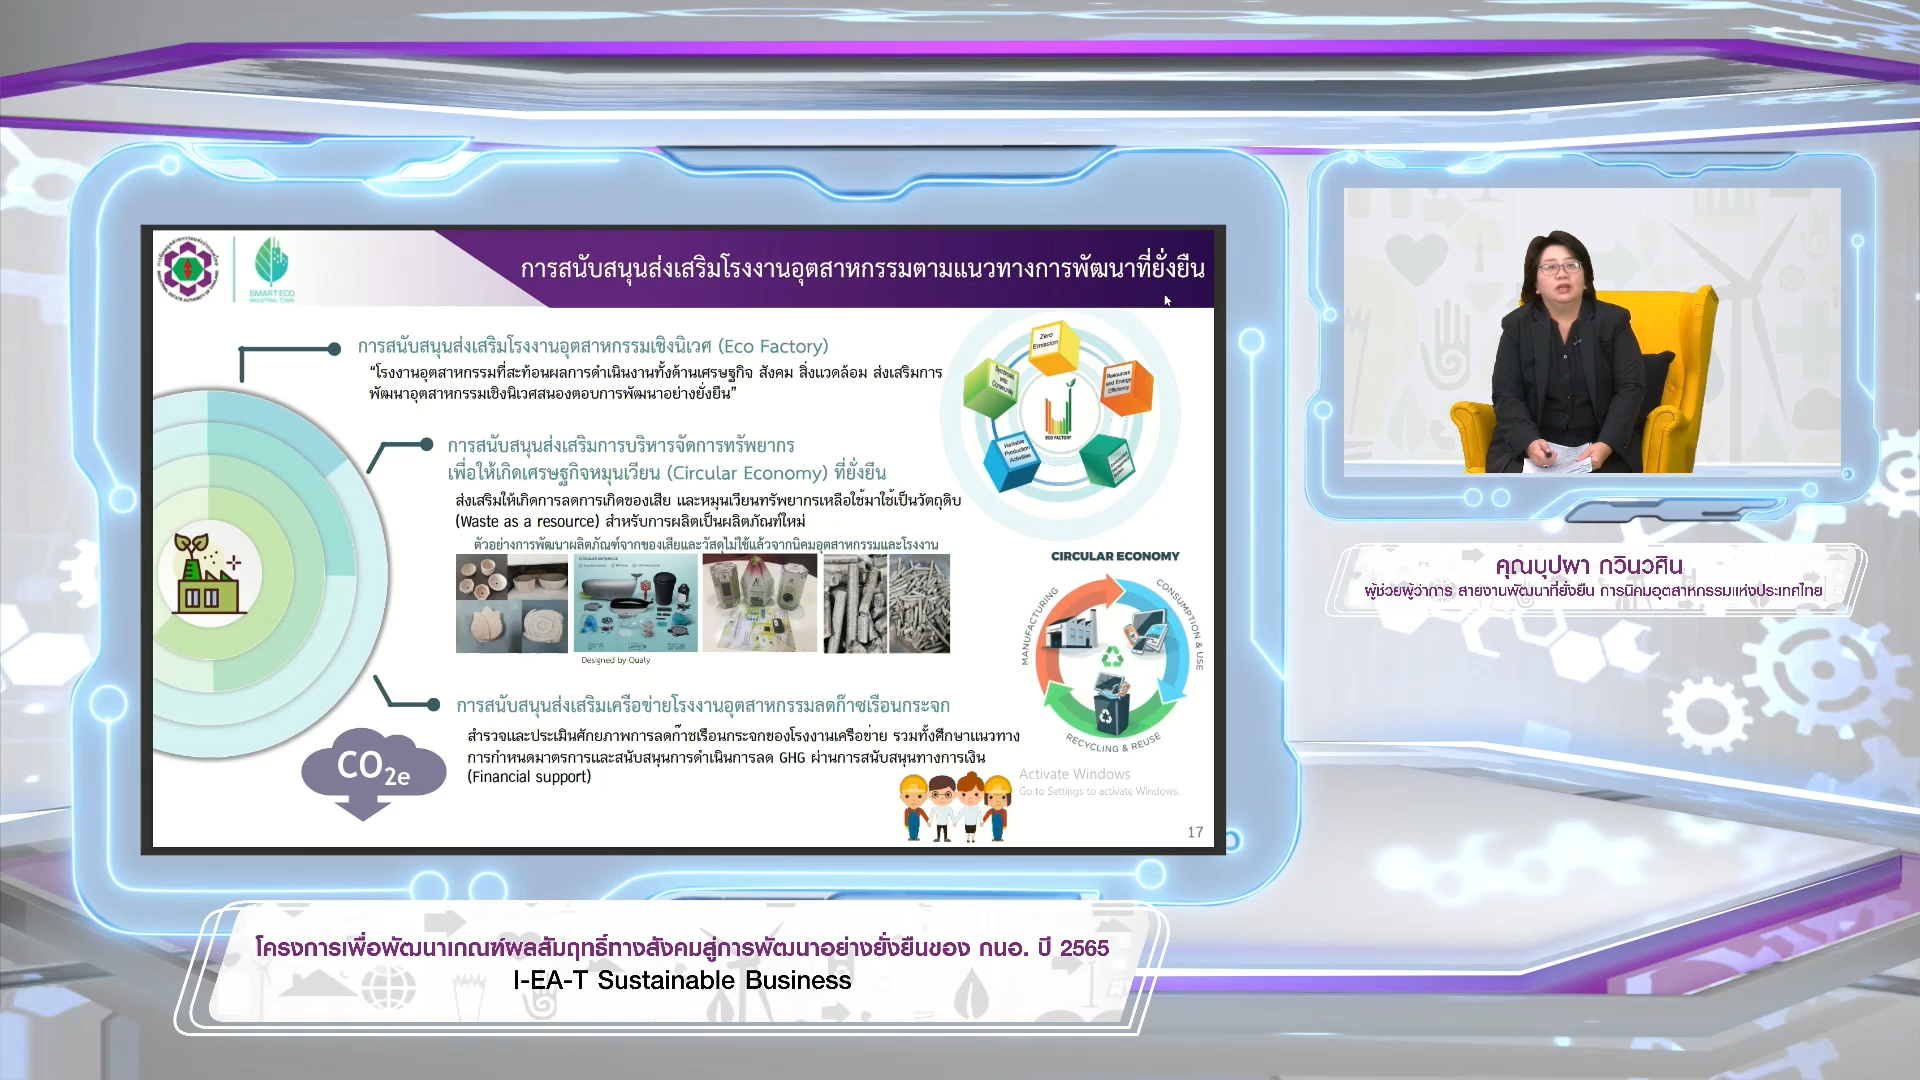 การสนับสนุนส่งเสริมโรงงานอุตสาหกรรมตามแนวทางการพัฒนาที่ยั่งยืน
SMART ECO
INDUSTRIAL TOWN
การสนับสนุนส่งเสริมโรงงานอุตสาหกรรมเชิงนิเวศ (Eco Factory)
“โรงงานอุตสาหกรรมที่สะท้อนผลการดำเนินงานทั้งด้านเศรษฐกิจ สังคม สิ่งแวดล้อม ส่งเสริมการ
พัฒนาอุตสาหกรรมเชิงนิเวศสนองตอบการพัฒนาอย่างยั่งยืน”
Zero
Emission
Resources
and Energy
Efficiency
Reliable
Production
Activities
ECO FACTORY
การสนับสนุนส่งเสริมการบริหารจัดการทรัพยากร
เพื่อให้เกิดเศรษฐกิจหมุนเวียน (Circular Economy) ที่ยั่งยืน
ส่งเสริมให้เกิดการลดการเกิดของเสีย และหมุนเวียนทรัพยากรเหลือใช้มาใช้เป็นวัตถุดิบ
(Waste as a resource) สำหรับการผลิตเป็นผลิตภัณฑ์ใหม่
ตัวอย่างการพัฒนาผลิตภัณฑ์จากของเสียและวัสดุไม่ใช้แล้วจากนิคมอุตสาหกรรมและโรงงาน
Designed by Qualy
CIRCULAR ECONOMY
MANUFACTURING
CONSUMPTION & USE
RECYCLING & REUSE
การสนับสนุนส่งเสริมเครือข่ายโรงงานอุตสาหกรรมลดก๊าซเรือนกระจก
สำรวจและประเมินศักยภาพการลดก๊าซเรือนกระจกของโรงงานเครือข่าย รวมทั้งศึกษาแนวทาง
การกำหนดมาตรการและสนับสนุนการดำเนินการลด GHG ผ่านการสนับสนุนทางการเงิน
(Financial support)
CO2e
Activate Windows
Go to Settings to activate Windows.
17
คุณบุปผา กวินวศิน
ผู้ช่วยผู้ว่าการ สายงานพัฒนาที่ยั่งยืน การนิคมอุตสาหกรรมแห่งประเทศไทย
โครงการเพื่อพัฒนาเกณฑ์ผลสัมฤทธิ์ทางสังคมสู่การพัฒนาอย่างยั่งยืนของ กนอ. ปี 2565
I-EA-T Sustainable Business